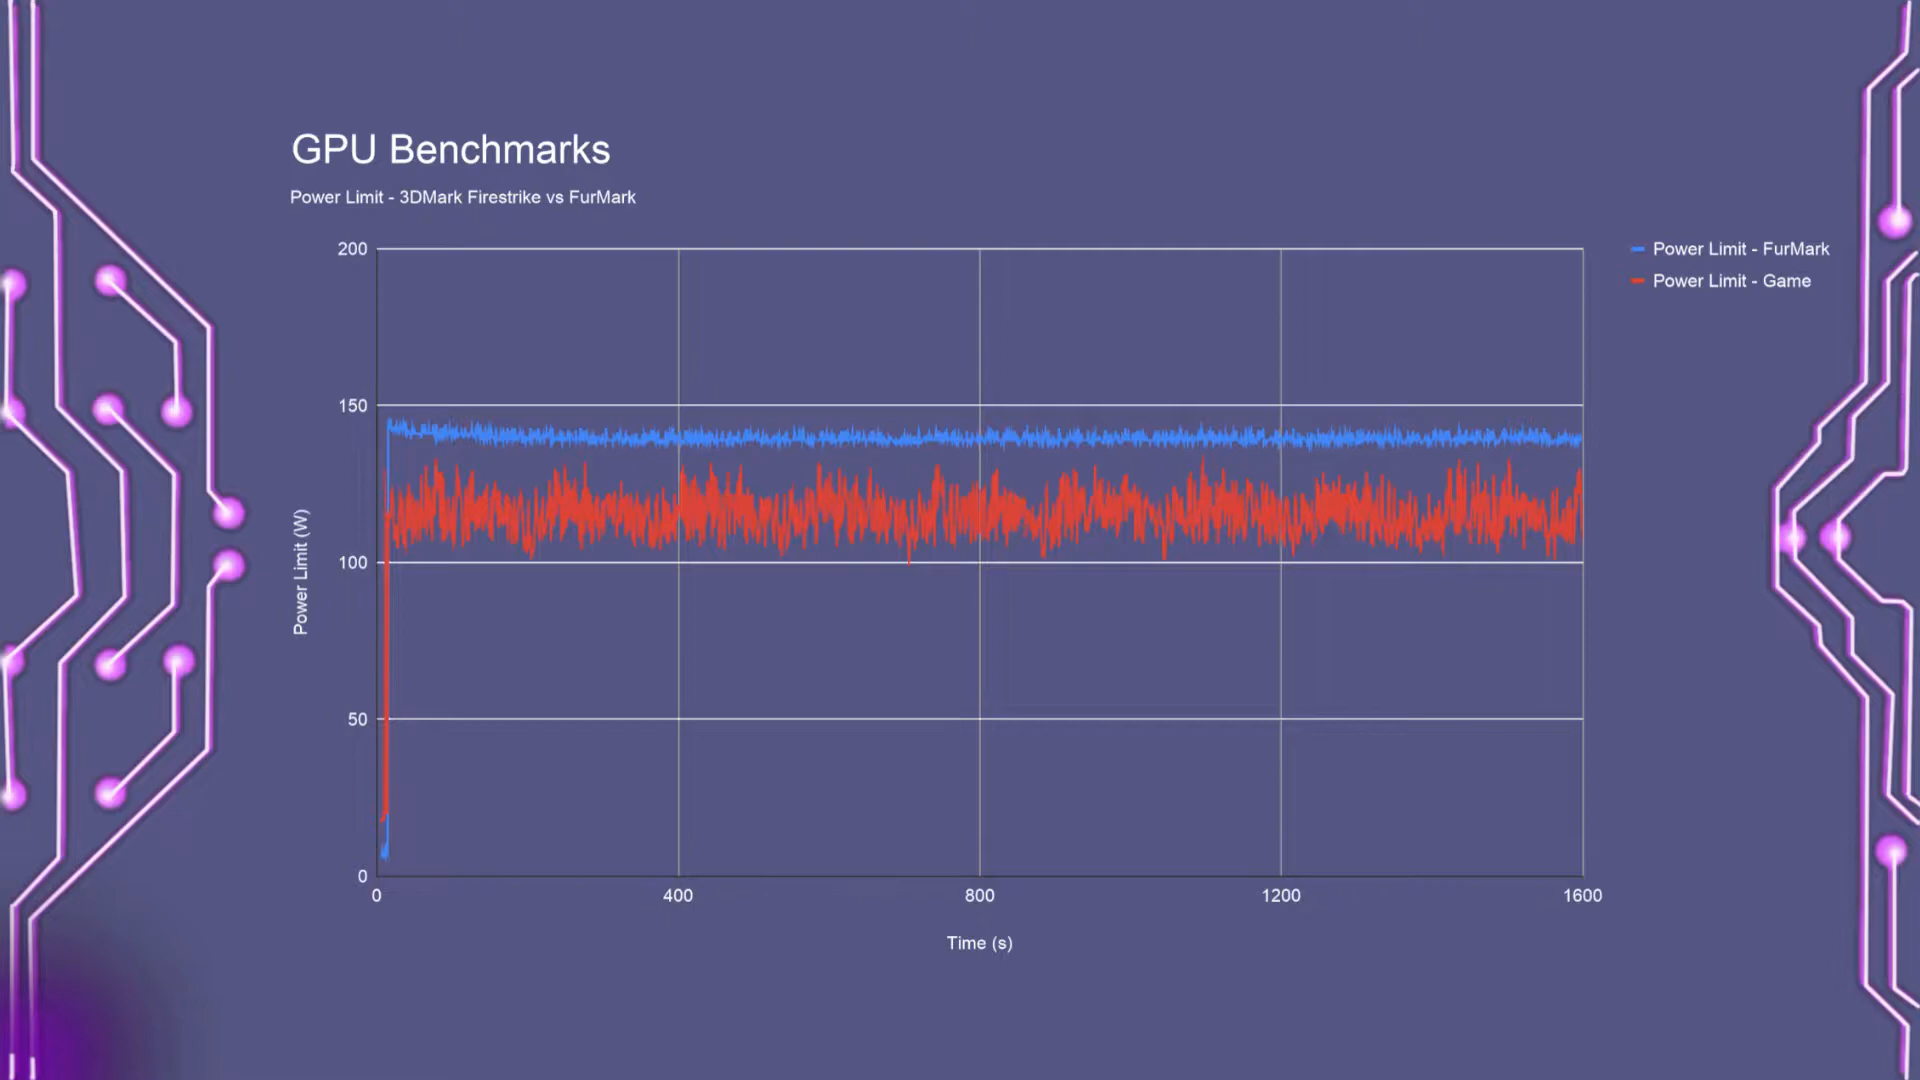 GPU Benchmarks
Power Limit - 3DMark Firestrike vs FurMark
Power Limit - FurMark
Power Limit - Game
Power Limit (W)
200
150
100
50
0
0 400 800 1200 1600
Time (s)